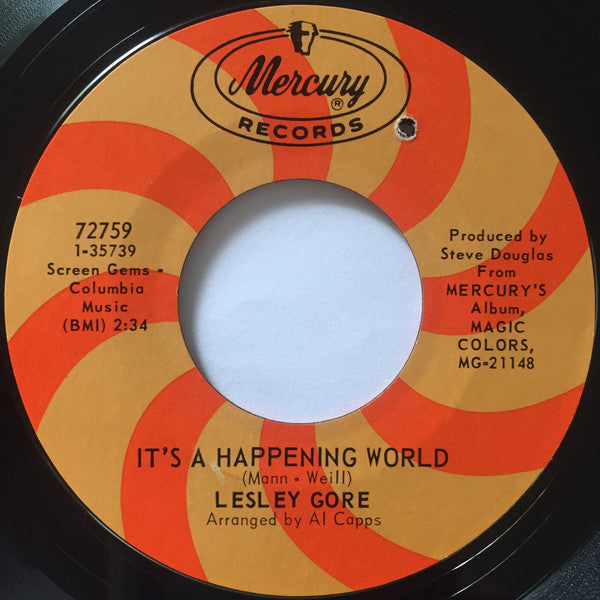 Mercury®
RECORDS
72759
1-35739
Screen Gems -
Columbia
Music
(BMI) 2:34
Produced by
Steve Douglas
From
MERCURY'S
Album,
MAGIC
COLORS,
MG-21148
IT'S A HAPPENING WORLD
(Mann - Weill)
LESLEY GORE
Arranged by Al Capps